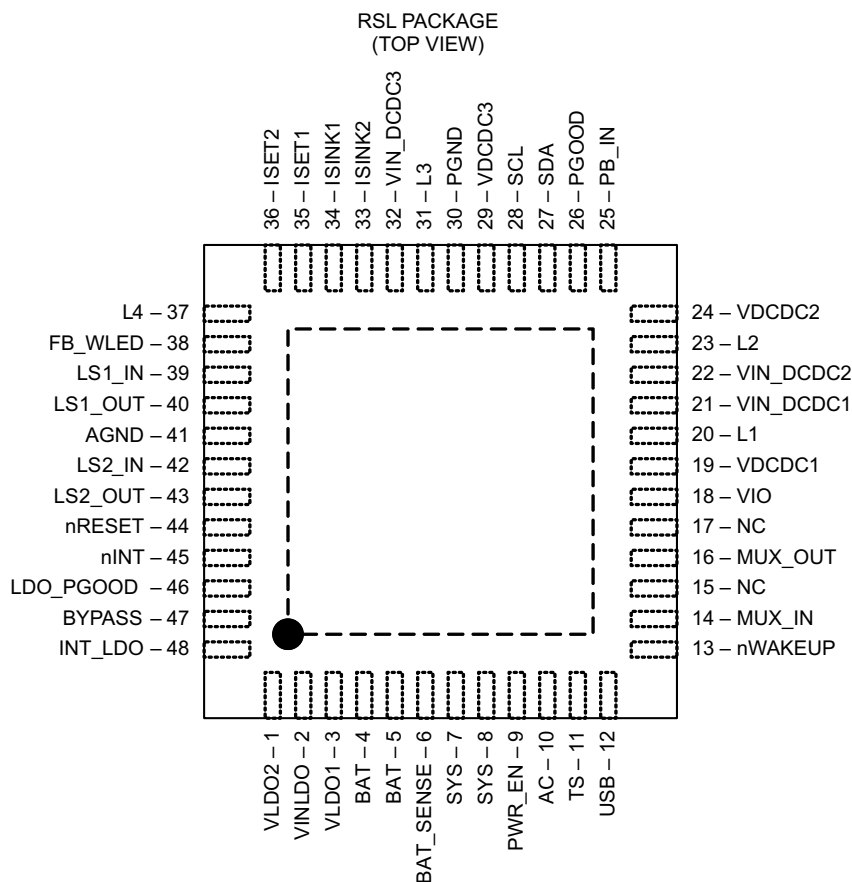 RSL PACKAGE
(TOP VIEW)
36 – ISET2
35 – ISET1
34 – ISINK1
33 – ISINK2
32 – VIN_DCDC3
31 – L3
30 – PGND
29 – VDCDC3
28 – SCL
27 – SDA
26 – PGOOD
25 – PB_IN
L4 – 37
FB_WLED – 38
LS1_IN – 39
LS1_OUT – 40
AGND – 41
LS2_IN – 42
LS2_OUT – 43
nRESET – 44
nINT – 45
LDO_PGOOD – 46
BYPASS – 47
INT_LDO – 48
24 – VDCDC2
23 – L2
22 – VIN_DCDC2
21 – VIN_DCDC1
20 – L1
19 – VDCDC1
18 – VIO
17 – NC
16 – MUX_OUT
15 – NC
14 – MUX_IN
13 – nWAKEUP
VLDO2 – 1
VINLDO – 2
VLDO1 – 3
BAT – 4
BAT – 5
BAT_SENSE – 6
SYS – 7
SYS – 8
PWR_EN – 9
AC – 10
TS – 11
USB – 12